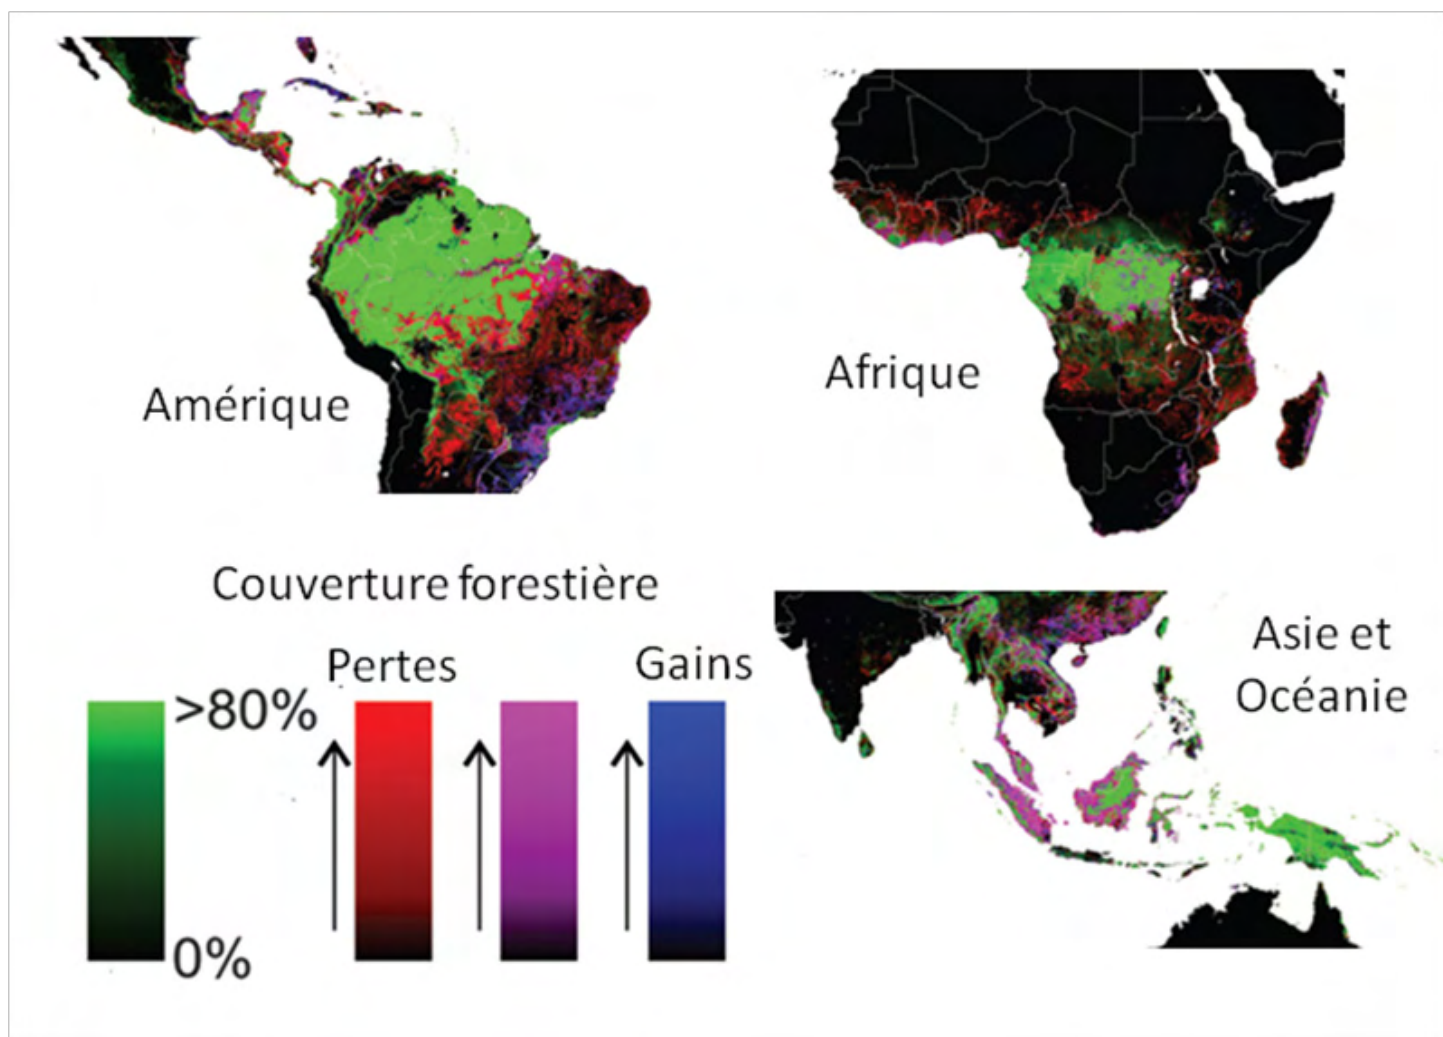 Amérique
Afrique
Couverture forestière
Pertes
Gains
>80%
0%
Asie et
Océanie